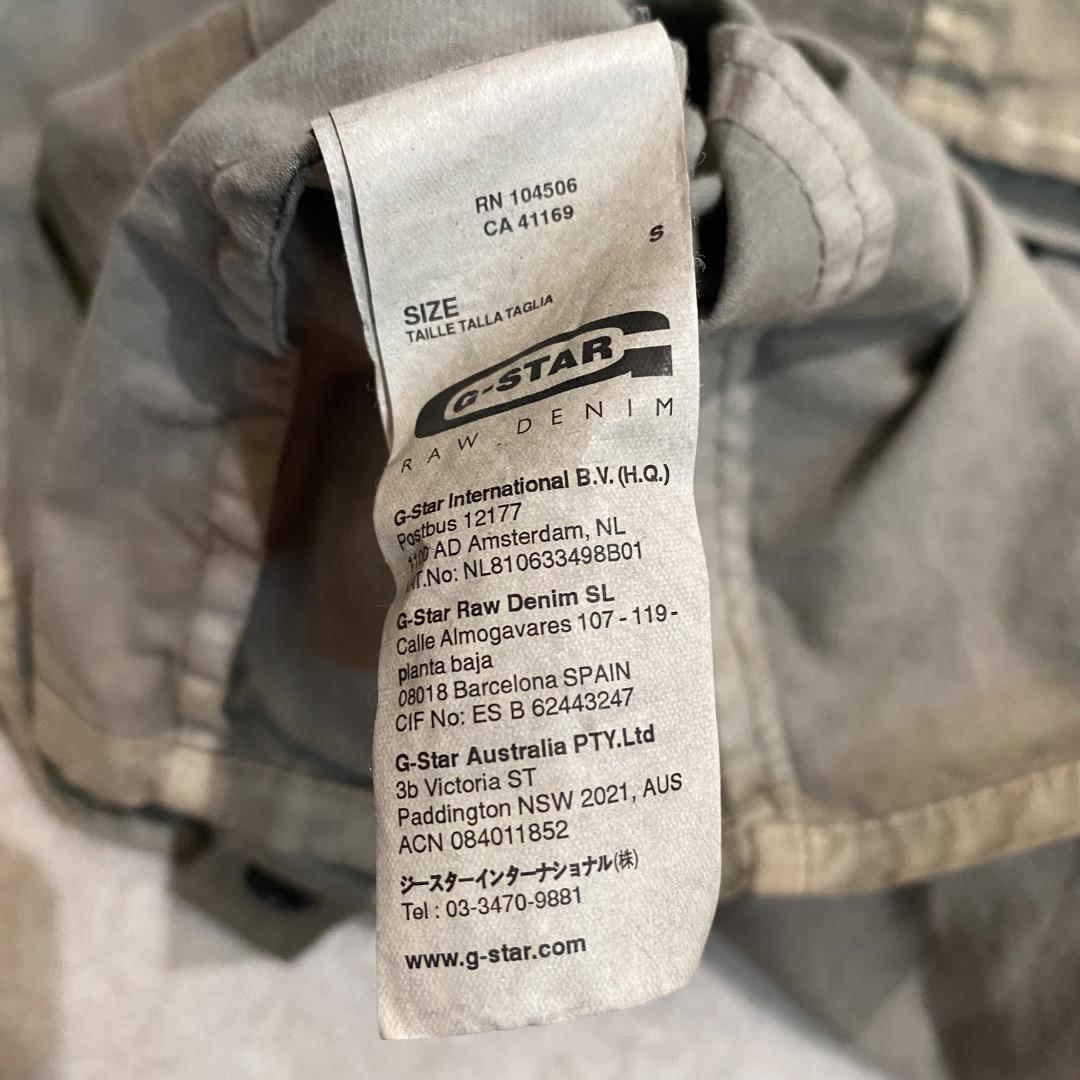 RN 104506
CA 41169
S
SIZE
TAILLE TALLA TAGLIA
G-STAR
RAW DENIM
G-Star International B.V. (H.Q.)
Postbus 12177
AD Amsterdam, NL
No: NL810633498B01
G-Star Raw Denim SL
Calle Almogavares 107 - 119 -
planta baja
08018 Barcelona SPAIN
CIF No: ES B 62443247
G-Star Australia PTY.Ltd
3b Victoria ST
Paddington NSW 2021, AUS
ACN 084011852
ジースターインターナショナル(株)
Tel : 03-3470-9881
www.g-star.com